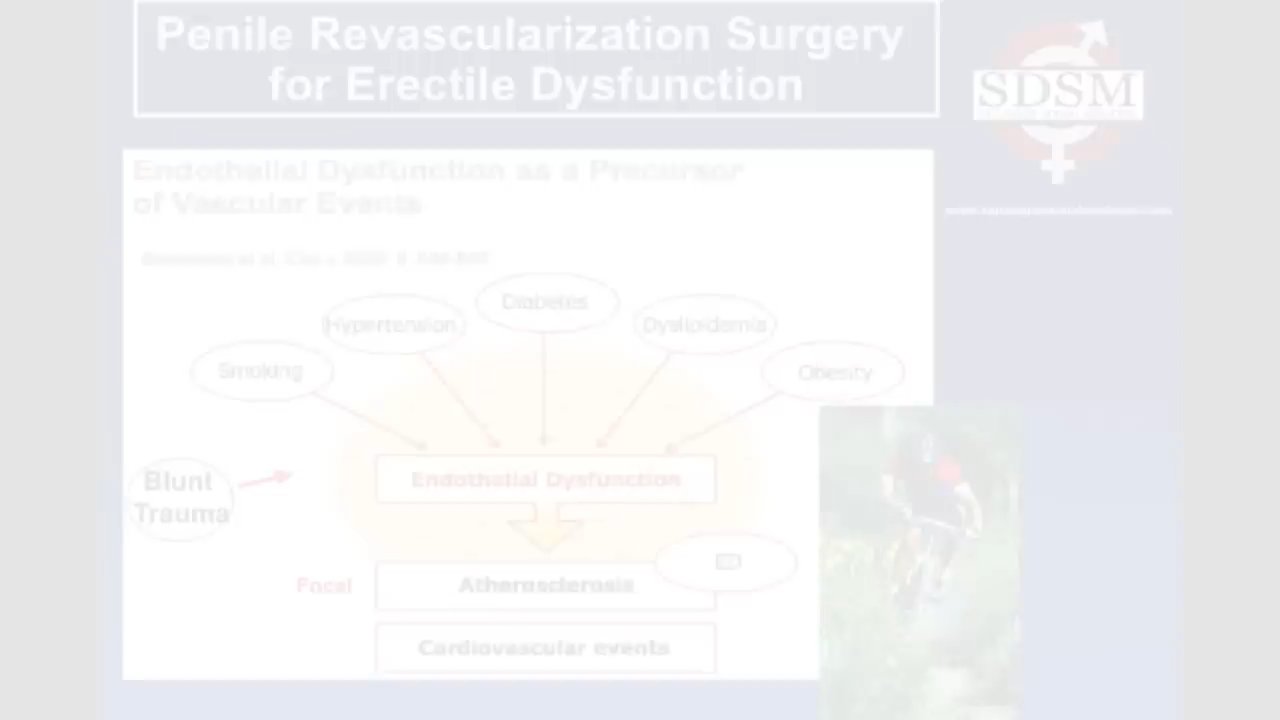 Penile Revascularization Surgery
for Erectile Dysfunction
SDSM
Endothelial Dysfunction as a Precursor
of Vascular Events
Diabetes
Hypertension
Dyslipidemia
Smoking
Obesity
Endothelial Dysfunction
Blunt
Trauma
Focal
Atherosclerosis
Cardiovascular events